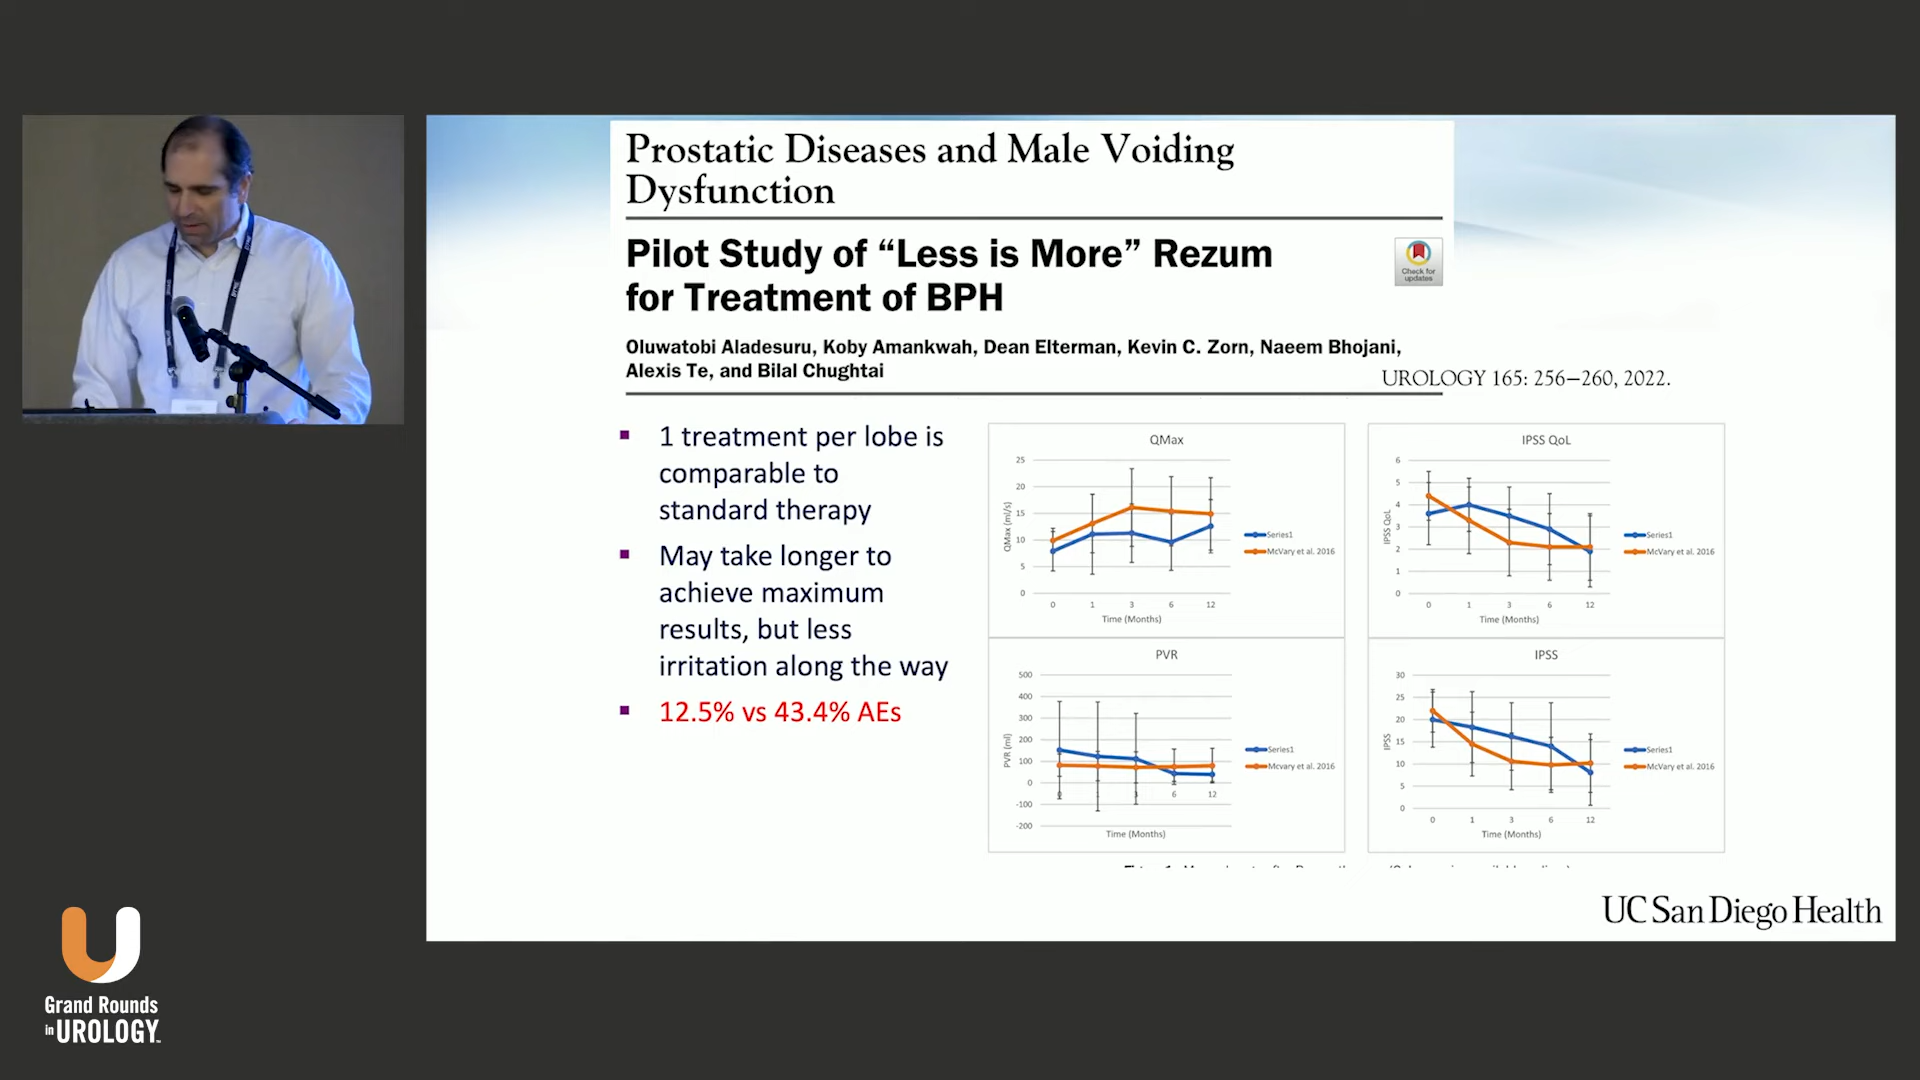 Prostatic Diseases and Male Voiding
Dysfunction
Pilot Study of “Less is More” Rezum
for Treatment of BPH
Check for
updates
Oluwatobi Aladesuru, Koby Amankwah, Dean Elterman, Kevin C. Zorn, Naeem Bhojani,
Alexis Te, and Bilal Chughtai
UROLOGY 165: 256–260, 2022.
▪ 1 treatment per lobe is
comparable to
standard therapy
▪ May take longer to
achieve maximum
results, but less
irritation along the way
▪ 12.5% vs 43.4% AEs
QMax
QMax (ml/s)
25
20
15
10
5
0
0 1 3 6 12
Time (Months)
Series1
McVary et al. 2016
IPSS QoL
IPSS QoL
6
5
4
3
2
1
0
0 1 3 6 12
Time (Months)
Series1
McVary et al. 2016
PVR
PVR (ml)
500
400
300
200
100
0
-100
-200
6 12
Time (Months)
Series1
Mcvary et al. 2016
IPSS
IPSS
30
25
20
15
10
5
0
0 1 3 6 12
Time (Months)
Series1
McVary et al. 2016
UC San Diego Health
Grand Rounds
in UROLOGY